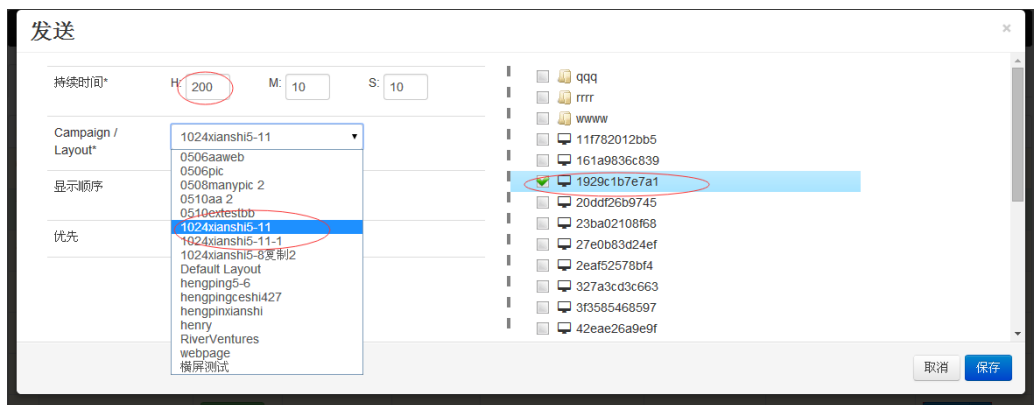 发送
×
持续时间* H: 200 M: 10 S: 10
Campaign /
Layout*
1024xianshi5-11
0506aaweb
0506pic
0508manypic 2
0510aa 2
0510extestbb
1024xianshi5-11
1024xianshi5-11-1
1024xianshi5-8复制2
Default Layout
hengping5-6
hengpingceshi427
hengpinxianshi
henry
RiverVentures
webpage
横屏测试
显示顺序
优先
qqq
rrrr
wwww
11f782012bb5
161a9836c839
1929c1b7e7a1
20ddf26b9745
23ba02108f68
27e0b83d24ef
2eaf52578bf4
327a3cd3c663
3f3585468597
42eae26a9e9f
取消 保存